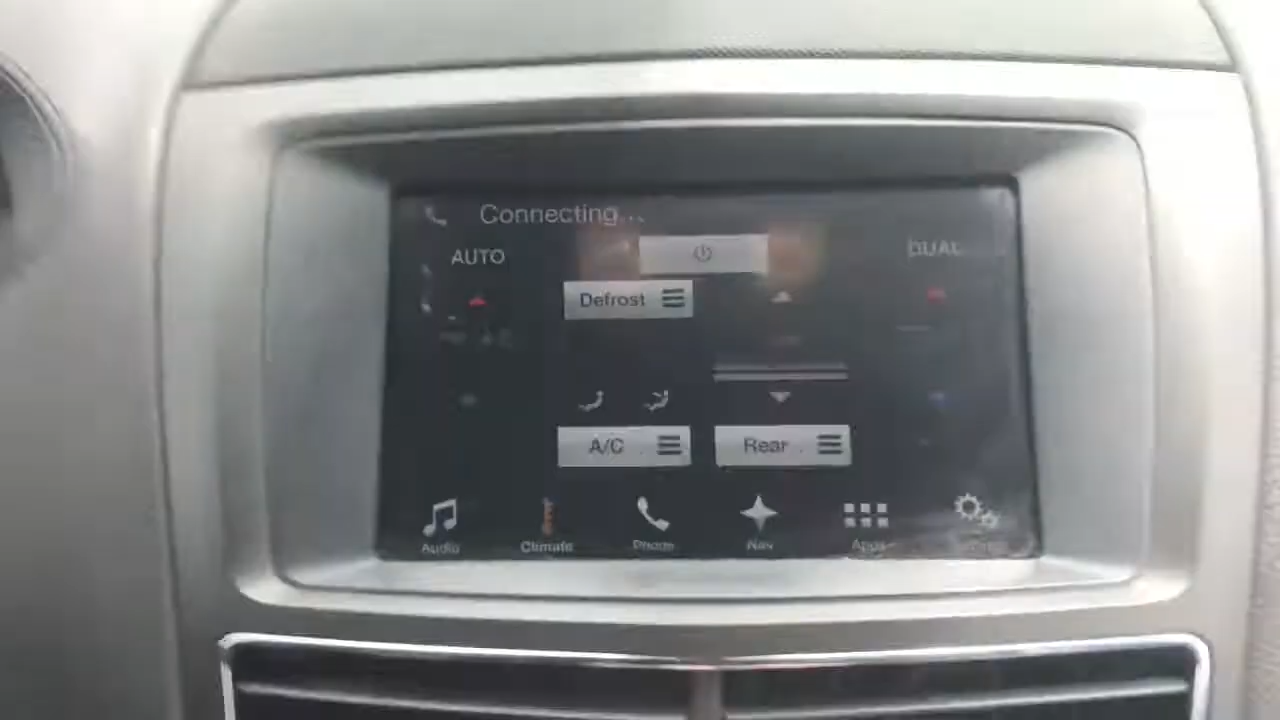 Connecting...
AUTO
DUAL
Defrost
A/C
Rear
Audio
Climate
Phone
Nav
Apps